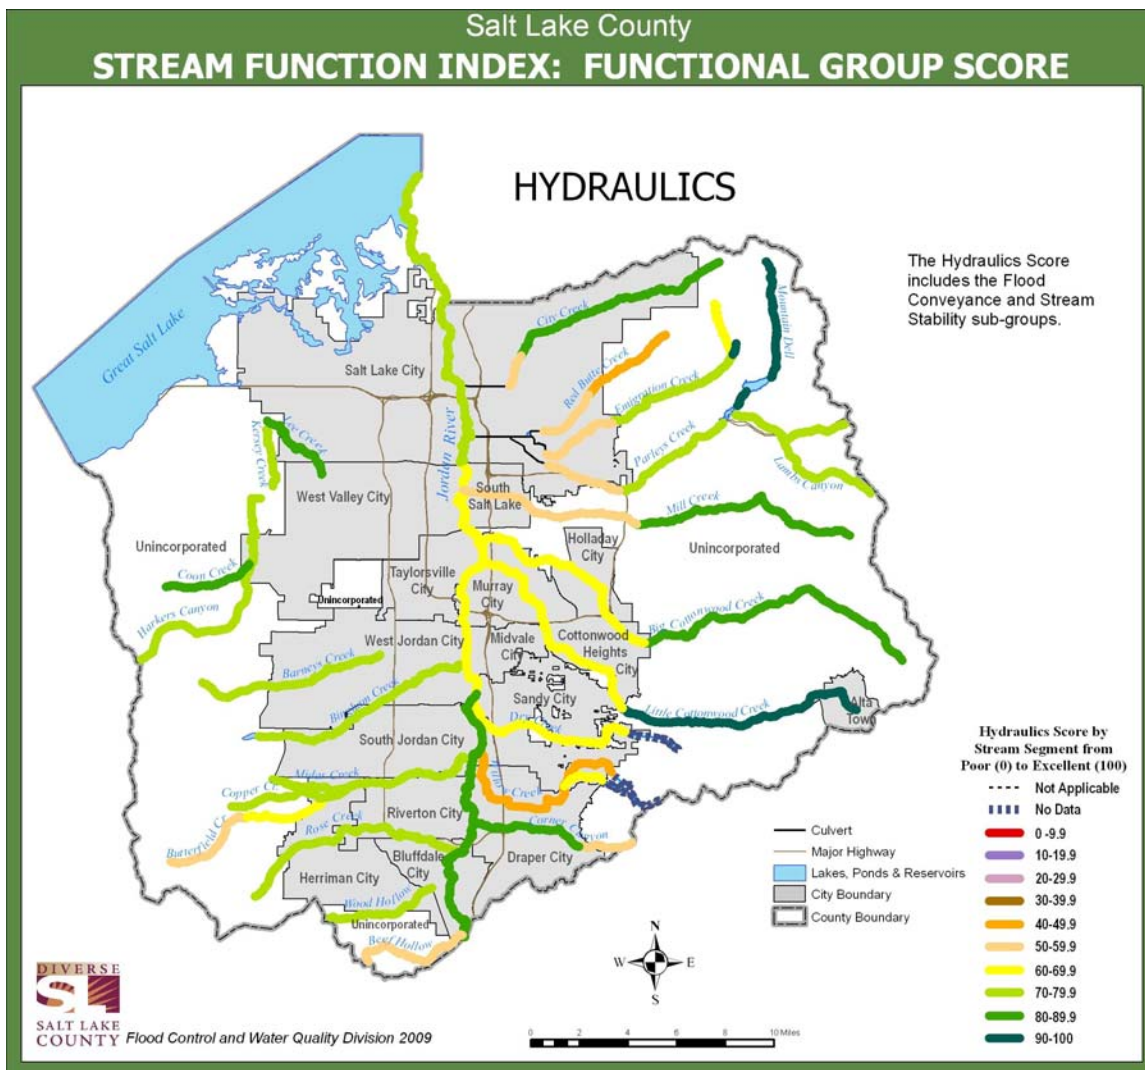 Salt Lake County
STREAM FUNCTION INDEX:  FUNCTIONAL GROUP SCORE
HYDRAULICS
The Hydraulics Score
includes the Flood
Conveyance and Stream
Stability sub-groups.
Great Salt Lake
Salt Lake City
City Creek
Mountain Dell
Red Butte Creek
Emigration Creek
Parleys Creek
Lambs Canyon
Jordan River
Lee Creek
Kersey Creek
West Valley City
South
Salt Lake
Mill Creek
Unincorporated
Holladay
City
Unincorporated
Coon Creek
Taylorsville
City
Murray
City
Unincorporated
Harkers Canyon
Big Cottonwood Creek
West Jordan City
Midvale
City
Cottonwood
Heights
City
Barneys Creek
Bingham Creek
Sandy City
Little Cottonwood Creek
Alta
Town
South Jordan City
Midas Creek
Copper Cr.
Creek
Riverton City
Rose Creek
Corner Canyon
Butterfield Cr.
Bluffdale
City
Draper City
Herriman City
Wood Hollow
Unincorporated
Beef Hollow
Hydraulics Score by
Stream Segment from
Poor (0) to Excellent (100)
Not Applicable
No Data
0 -9.9
10-19.9
20-29.9
30-39.9
40-49.9
50-59.9
60-69.9
70-79.9
80-89.9
90-100
Culvert
Major Highway
Lakes, Ponds & Reservoirs
City Boundary
County Boundary
N
W
E
S
0 2 4 6 8 10 Miles
DIVERSE
SL
SALT LAKE
COUNTY
Flood Control and Water Quality Division 2009